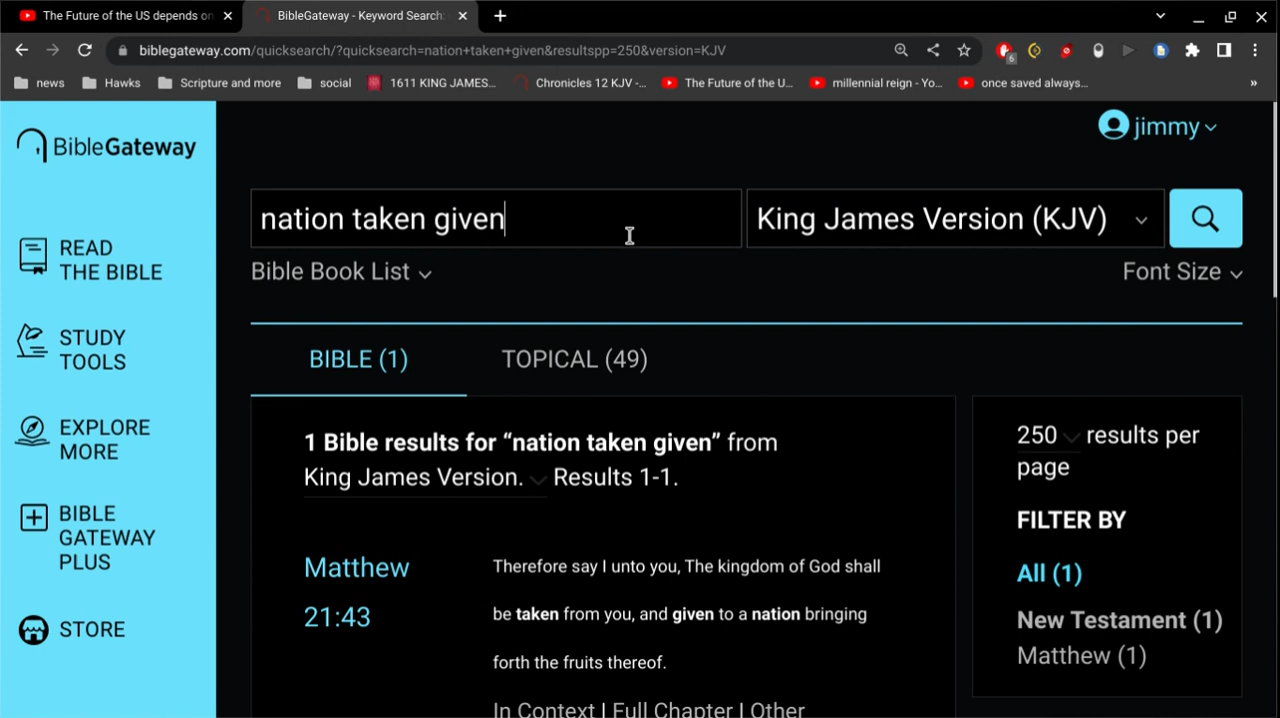 The Future of the US depends on
BibleGateway - Keyword Search:
biblegateway.com/quicksearch/?quicksearch=nation+taken+given&resultspp=250&version=KJV
6
news
Hawks
Scripture and more
social
1611 KING JAMES...
Chronicles 12 KJV -...
The Future of the U...
millennial reign - Yo...
once saved always...
»
BibleGateway
jimmy
nation taken given
King James Version (KJV)
Bible Book List
Font Size
READ
THE BIBLE
STUDY
TOOLS
EXPLORE
MORE
BIBLE
GATEWAY
PLUS
STORE
BIBLE (1)
TOPICAL (49)
1 Bible results for “nation taken given” from
King James Version. Results 1-1.
Matthew
21:43
Therefore say I unto you, The kingdom of God shall
be taken from you, and given to a nation bringing
forth the fruits thereof.
In Context | Full Chapter | Other
250 results per
page
FILTER BY
All (1)
New Testament (1)
Matthew (1)